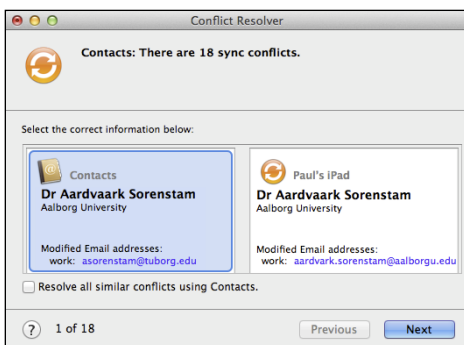 Conflict Resolver
Contacts: There are 18 sync conflicts.
Select the correct information below:
Contacts
Dr Aardvaark Sorenstam
Aalborg University
Modified Email addresses:
work: asorenstam@tuborg.edu
Paul's iPad
Dr Aardvaark Sorenstam
Aalborg University
Modified Email addresses:
work: aardvark.sorenstam@aalborgu.edu
Resolve all similar conflicts using Contacts.
? 1 of 18
Previous
Next